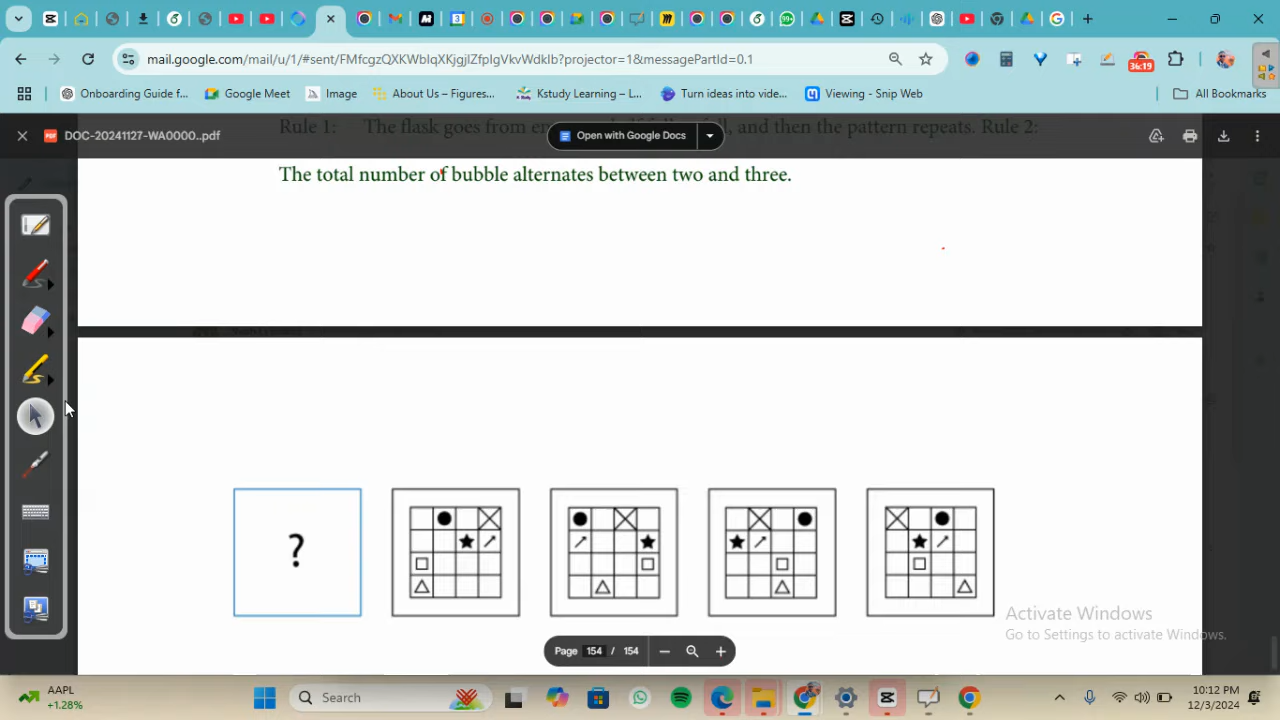 mail.google.com/mail/u/1/#sent/FMfcgzQXKWblqXKjgjlZfpIgVkvWdklb?projector=1&messagePartId=0.1
36:19
Onboarding Guide f...
Google Meet
Image
About Us – Figures...
Kstudy Learning – L...
Turn ideas into vide...
Viewing - Snip Web
All Bookmarks
Rule 1: The flask goes from and then the pattern repeats. Rule 2:
PDF
DOC-20241127-WA0000..pdf
Open with Google Docs
The total number of bubble alternates between two and three.
?
Activate Windows
Go to Settings to activate Windows.
Page 154 / 154
AAPL
+1.28%
Search
10:12 PM
12/3/2024